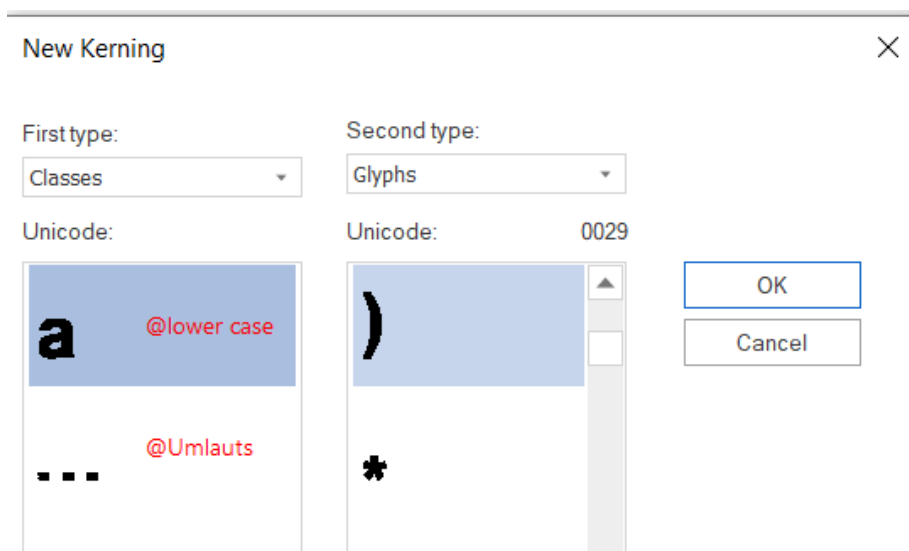 New Kerning
First type:
Second type:
Classes
Glyphs
Unicode:
Unicode: 0029
a @lower case
)
OK
Cancel
--- @Umlauts
*